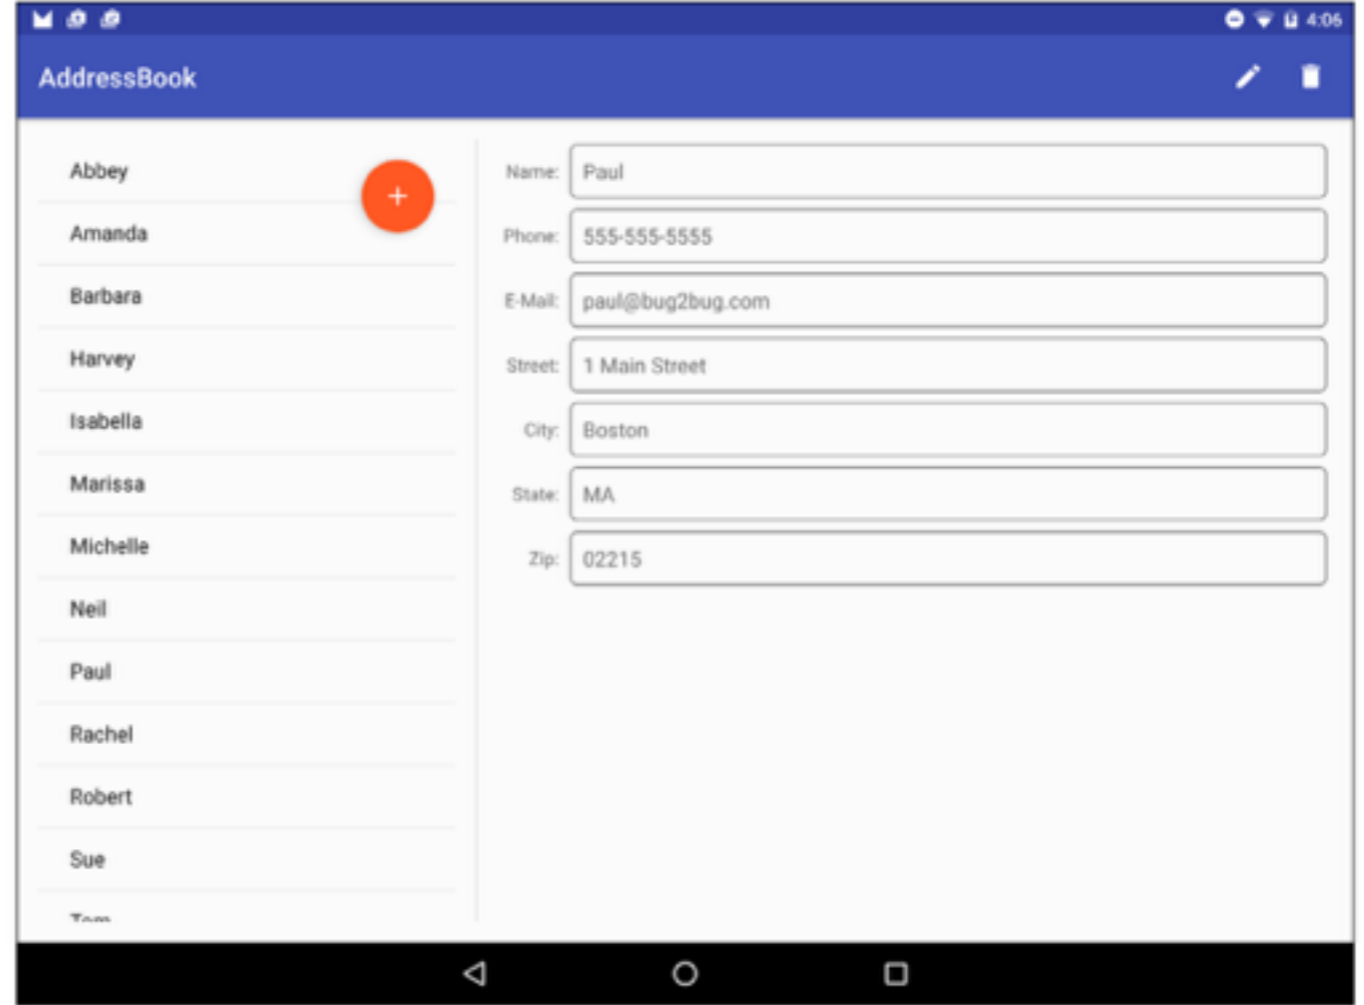 4:06
AddressBook
Abbey
Amanda
Barbara
Harvey
Isabella
Marissa
Michelle
Neil
Paul
Rachel
Robert
Sue
Tom
Name: Paul
Phone: 555-555-5555
E-Mail: paul@bug2bug.com
Street: 1 Main Street
City: Boston
State: MA
Zip: 02215